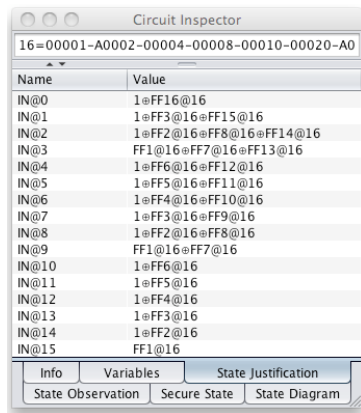 Circuit Inspector
16=00001-A0002-00004-00008-00010-00020-A0
Name Value
IN@0 1⊕FF16@16
IN@1 1⊕FF3@16⊕FF15@16
IN@2 1⊕FF2@16⊕FF8@16⊕FF14@16
IN@3 FF1@16⊕FF7@16⊕FF13@16
IN@4 1⊕FF6@16⊕FF12@16
IN@5 1⊕FF5@16⊕FF11@16
IN@6 1⊕FF4@16⊕FF10@16
IN@7 1⊕FF3@16⊕FF9@16
IN@8 1⊕FF2@16⊕FF8@16
IN@9 FF1@16⊕FF7@16
IN@10 1⊕FF6@16
IN@11 1⊕FF5@16
IN@12 1⊕FF4@16
IN@13 1⊕FF3@16
IN@14 1⊕FF2@16
IN@15 FF1@16
Info Variables State Justification
State Observation Secure State State Diagram